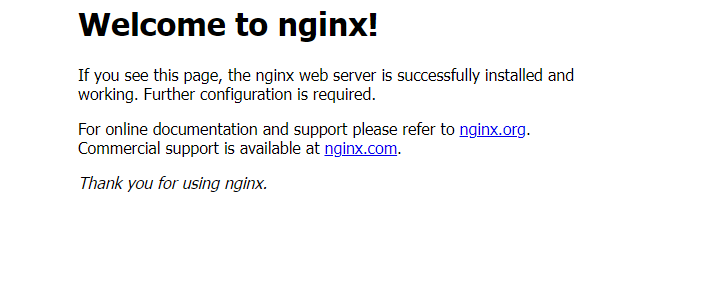 Welcome to nginx!
If you see this page, the nginx web server is successfully installed and
working. Further configuration is required.
For online documentation and support please refer to nginx.org.
Commercial support is available at nginx.com.
Thank you for using nginx.